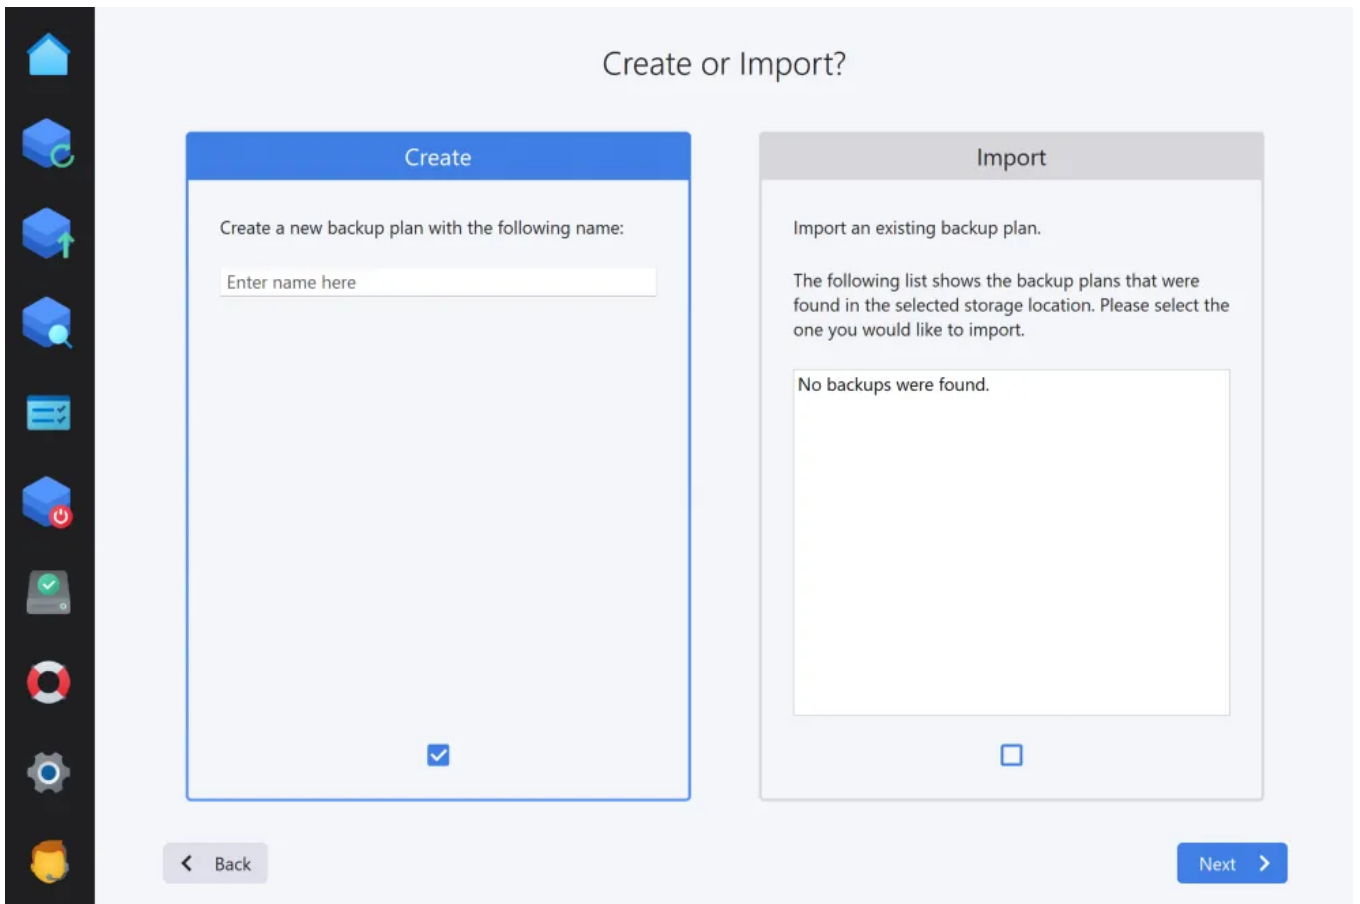 Create or Import?
Create
Create a new backup plan with the following name:
Enter name here
Import
Import an existing backup plan.
The following list shows the backup plans that were
found in the selected storage location. Please select the
one you would like to import.
No backups were found.
Back
Next